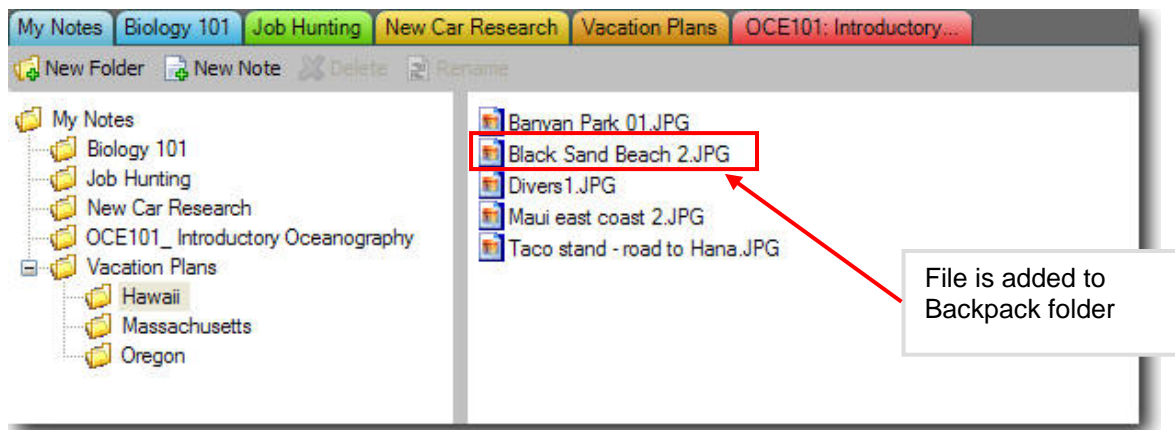 My Notes Biology 101 Job Hunting New Car Research Vacation Plans OCE101: Introductory...
New Folder New Note Delete Rename
My Notes
Biology 101
Job Hunting
New Car Research
OCE101_ Introductory Oceanography
Vacation Plans
Hawaii
Massachusetts
Oregon
Banyan Park 01.JPG
Black Sand Beach 2.JPG
Divers1.JPG
Maui east coast 2.JPG
Taco stand - road to Hana.JPG
File is added to
Backpack folder